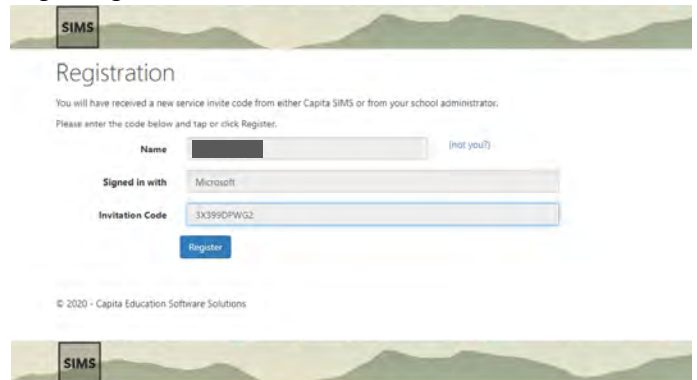 SIMS
Registration
You will have received a new service invite code from either Capita SIMS or from your school administrator.
Please enter the code below and tap or click Register.
Name (not you?)
Signed in with Microsoft
Invitation Code 3X399DPWG2
Register
© 2020 - Capita Education Software Solutions
SIMS